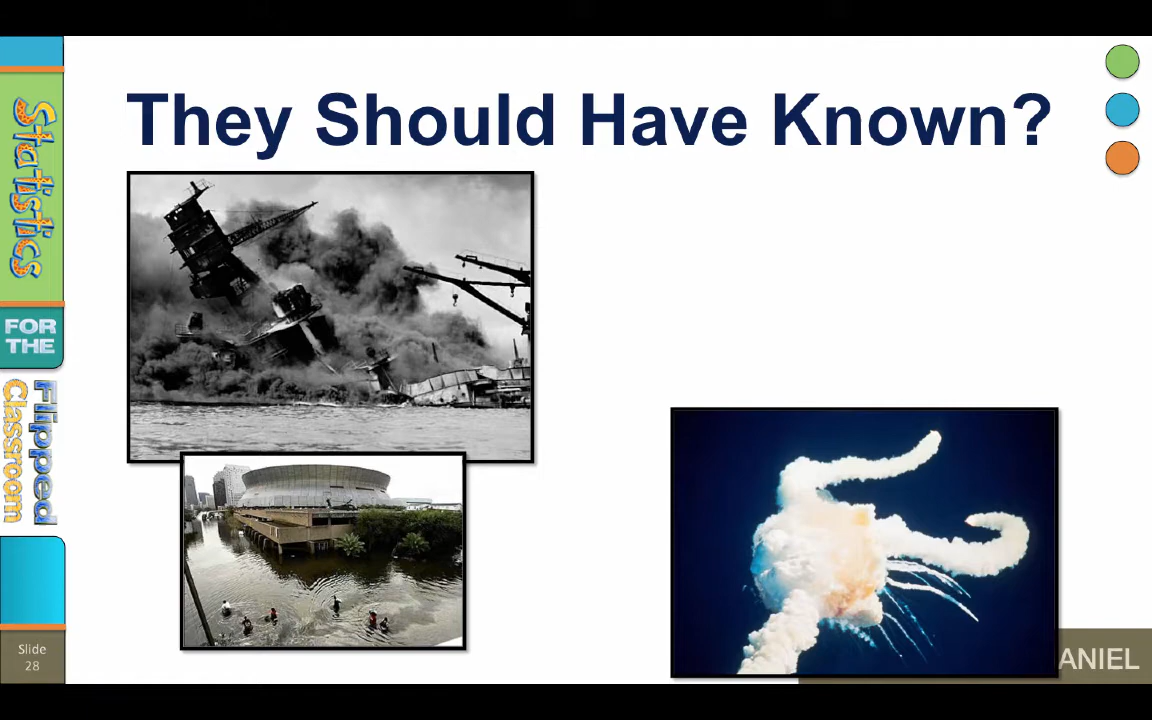 They Should Have Known?
Statistics
FOR
THE
Flipped
Classroom
Slide
28
ANIEL